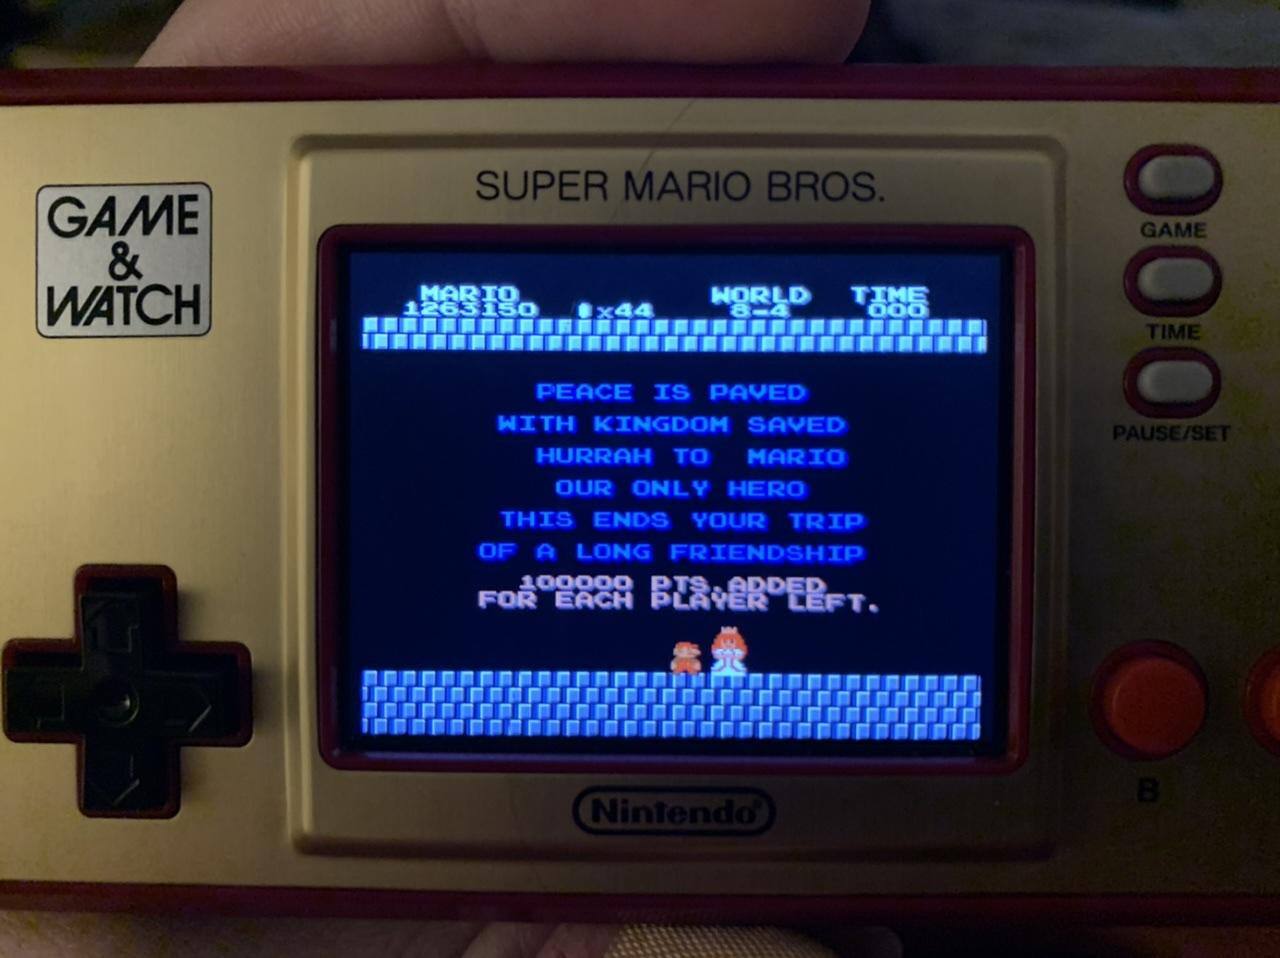 SUPER MARIO BROS.
GAME
&
WATCH
GAME
TIME
PAUSE/SET
MARIO WORLD TIME
1263150 x44 8-4 000
PEACE IS PAVED
WITH KINGDOM SAVED
HURRAH TO MARIO
OUR ONLY HERO
THIS ENDS YOUR TRIP
OF A LONG FRIENDSHIP
100000 PTS.ADDED
FOR EACH PLAYER LEFT.
B
Nintendo®